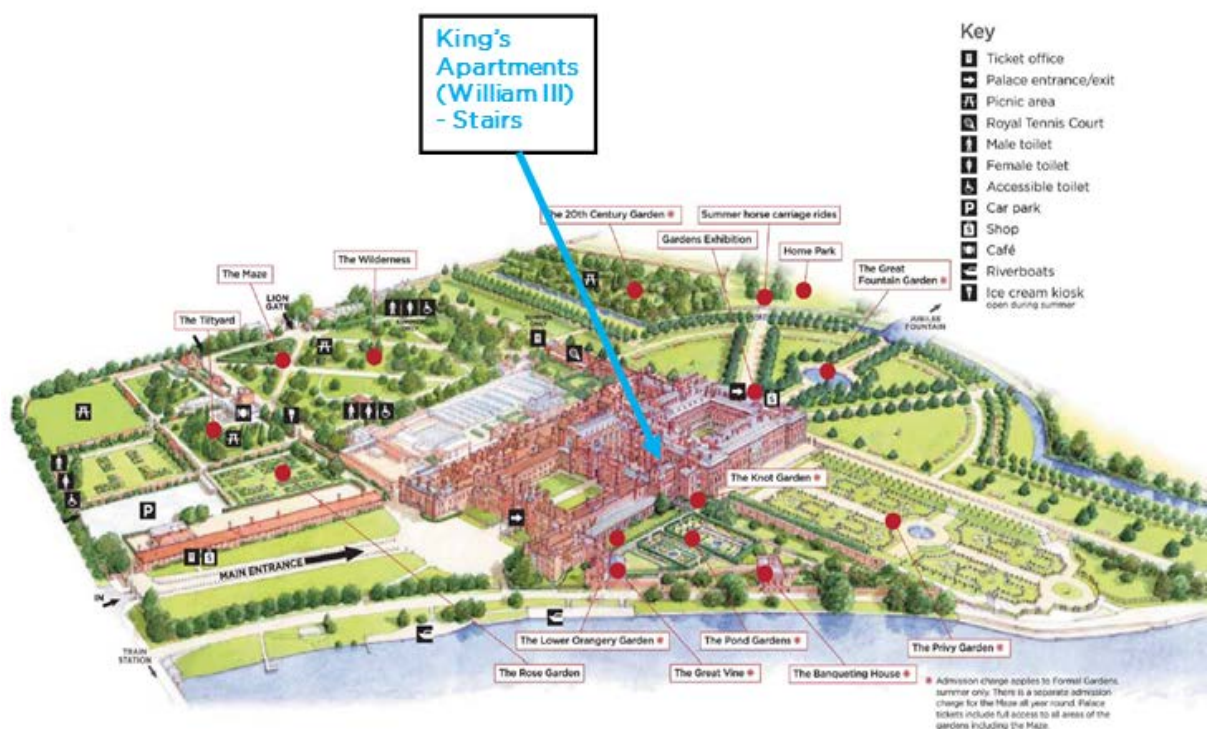 King's
Apartments
(William III)
- Stairs
Key
Ticket office
Palace entrance/exit
Picnic area
Royal Tennis Court
Male toilet
Female toilet
Accessible toilet
P Car park
Shop
Café
Riverboats
Ice cream kiosk
open during summer
The 20th Century Garden *
Summer horse carriage rides
Gardens Exhibition
Home Park
The Great
Fountain Garden *
JUBILEE
FOUNTAIN
The Wilderness
The Maze
LION
GATE
The Tiltyard
The Knot Garden *
P
MAIN ENTRANCE
IN
TRAIN
STATION
The Lower Orangery Garden *
The Pond Gardens *
The Privy Garden *
The Rose Garden
The Great Vine *
The Banqueting House *
* Admission charge applies to Formal Gardens
summer only. There is a separate admission
charge for the Maze all year round. Palace
tickets include full access to all areas of the
gardens including the Maze.